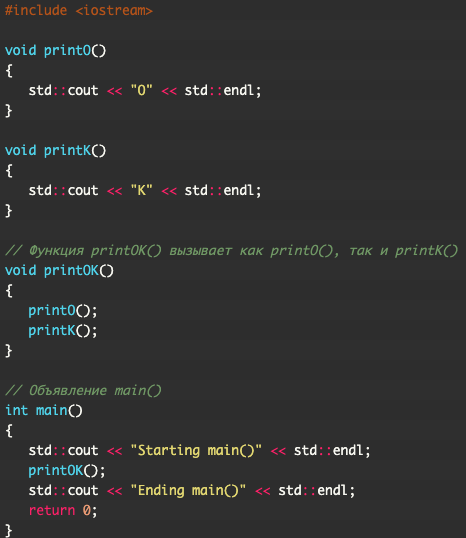 #include <iostream>

void printO()
{
   std::cout << "O" << std::endl;
}

void printK()
{
   std::cout << "K" << std::endl;
}

// Функция printOK() вызывает как printO(), так и printK()
void printOK()
{
   printO();
   printK();
}

// Объявление main()
int main()
{
   std::cout << "Starting main()" << std::endl;
   printOK();
   std::cout << "Ending main()" << std::endl;
   return 0;
}